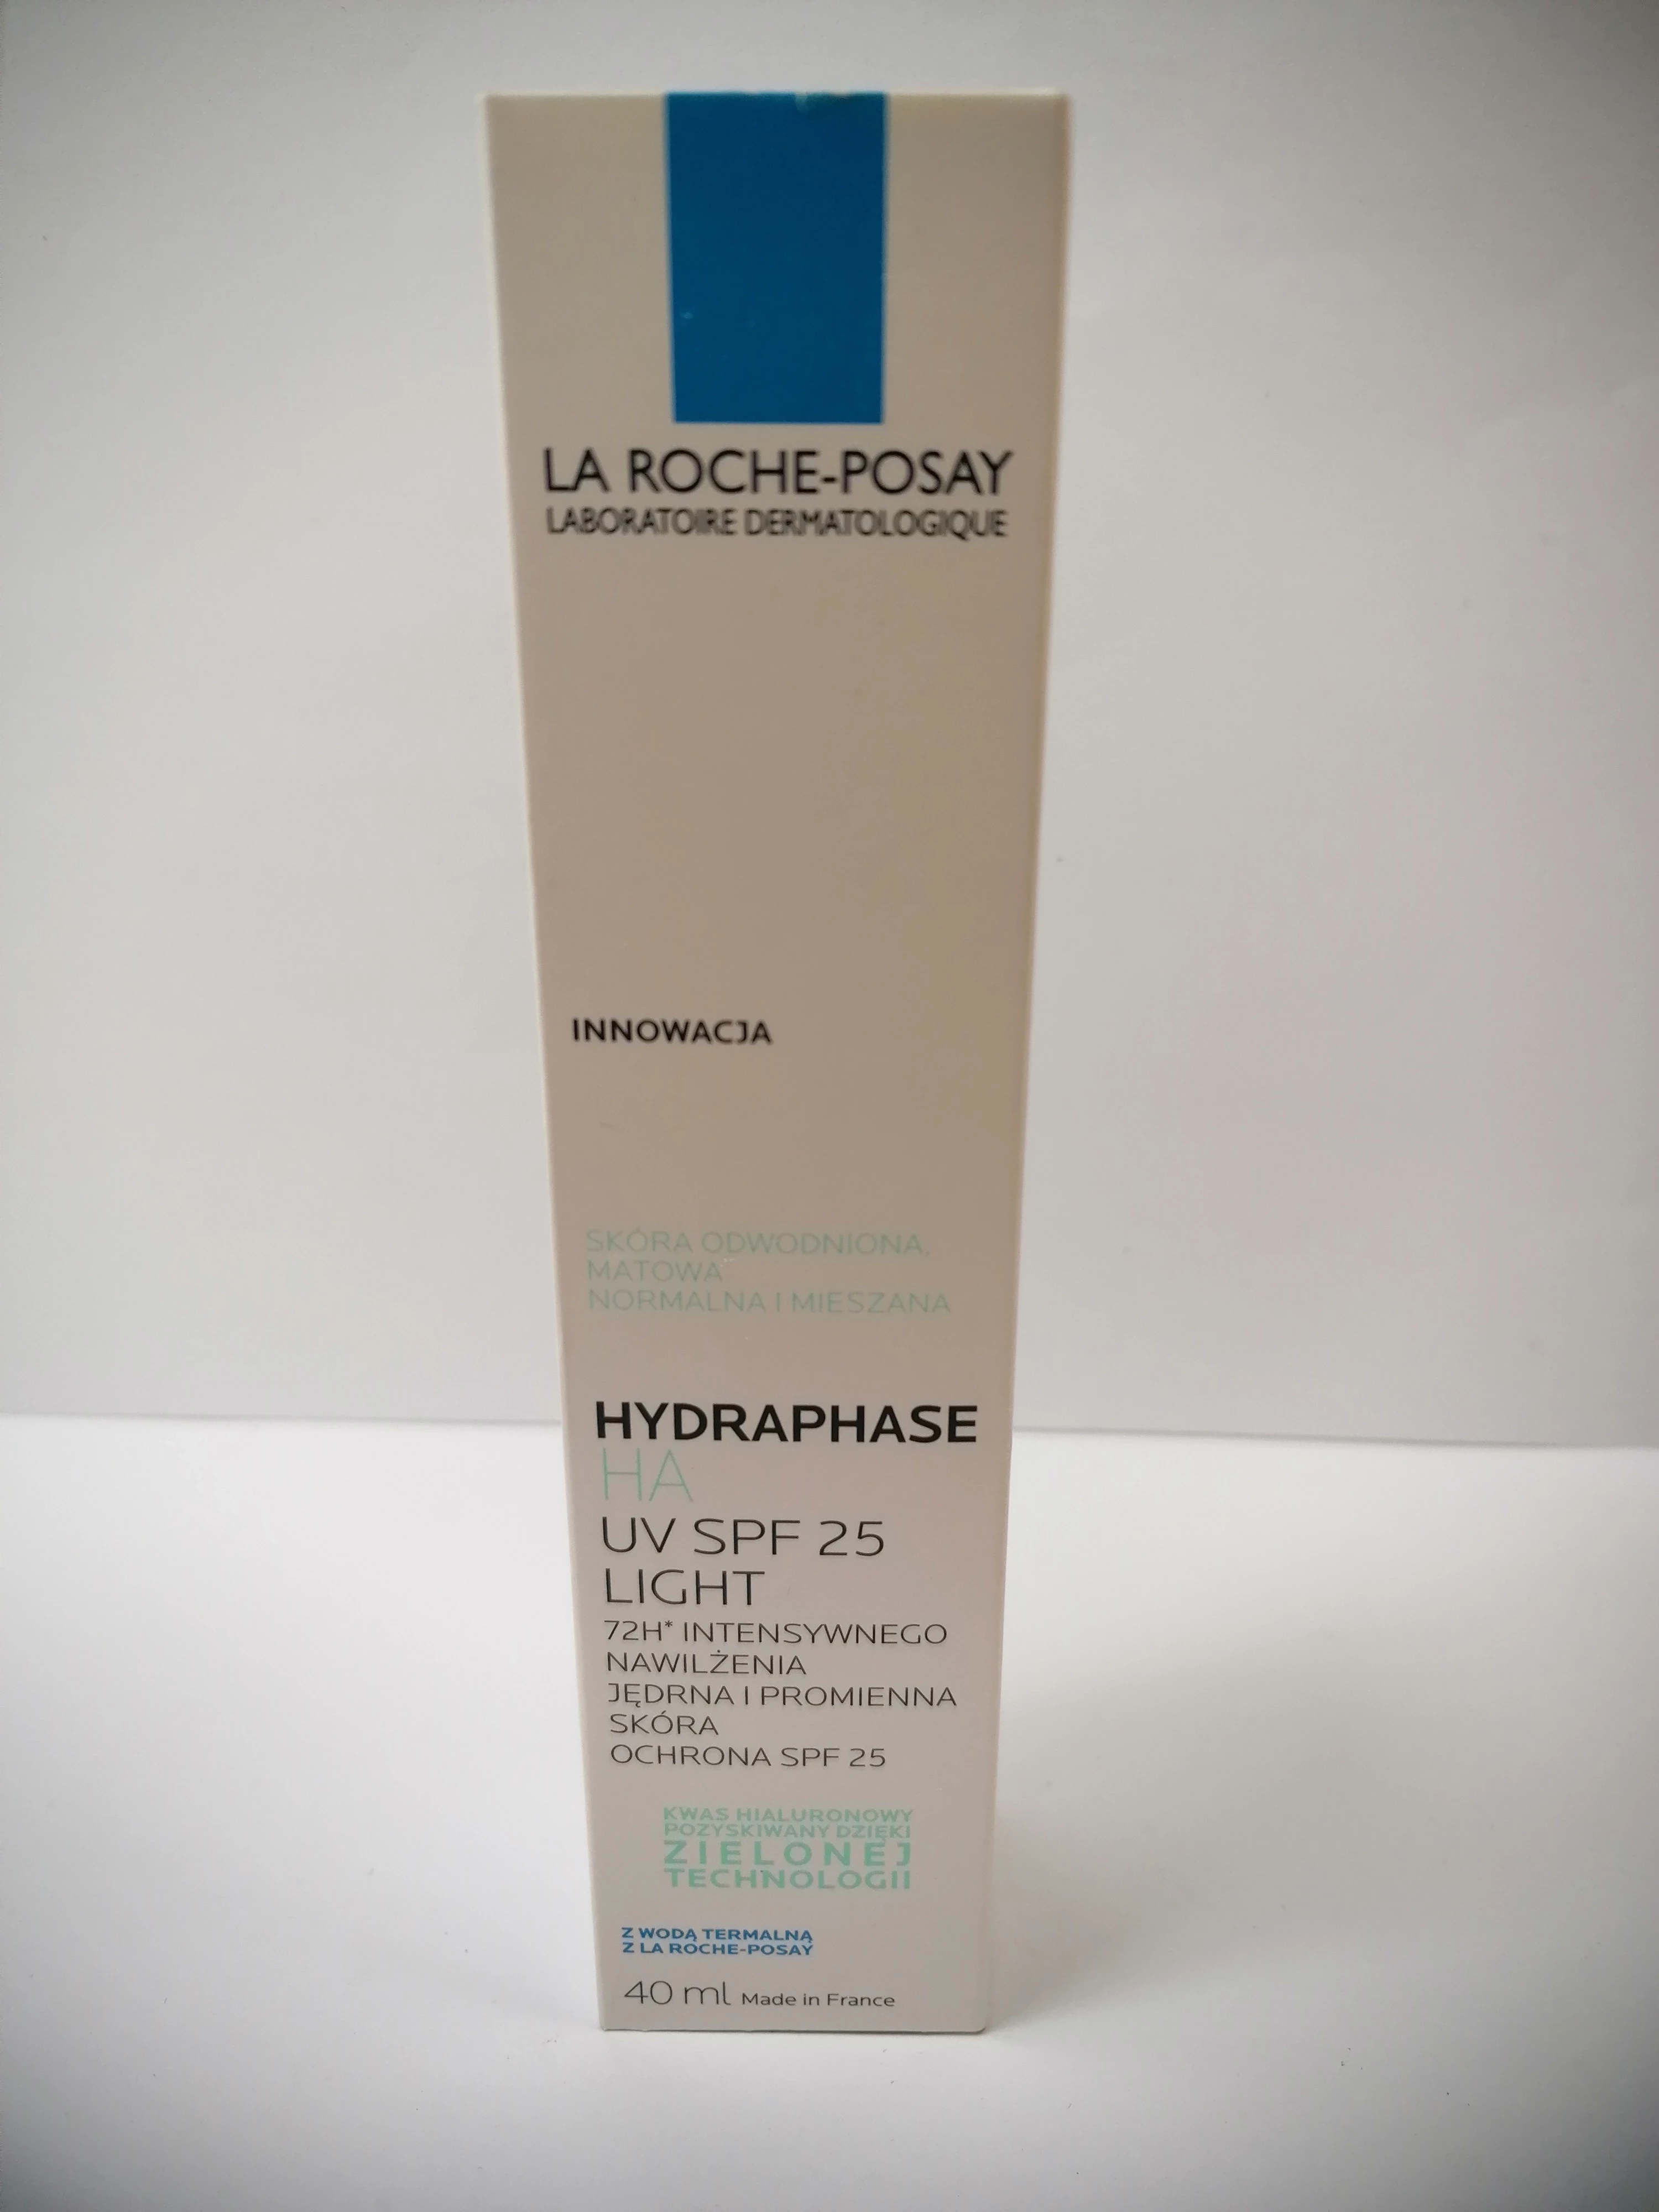 LA ROCHE-POSAY
LABORATOIRE DERMATOLOGIQUE
INNOWACJA
SKÓRA ODWODNIONA,
MATOWA
NORMALNA I MIESZANA
HYDRAPHASE
HA
UV SPF 25
LIGHT
72H* INTENSYWNEGO
NAWILŻENIA
JĘDRNA I PROMIENNA
SKÓRA
OCHRONA SPF 25
KWAS HIALURONOWY
POZYSKIWANY DZIĘKI
ZIELONEJ
TECHNOLOGII
Z WODĄ TERMALNĄ
Z LA ROCHE-POSAY
40 ml Made in France